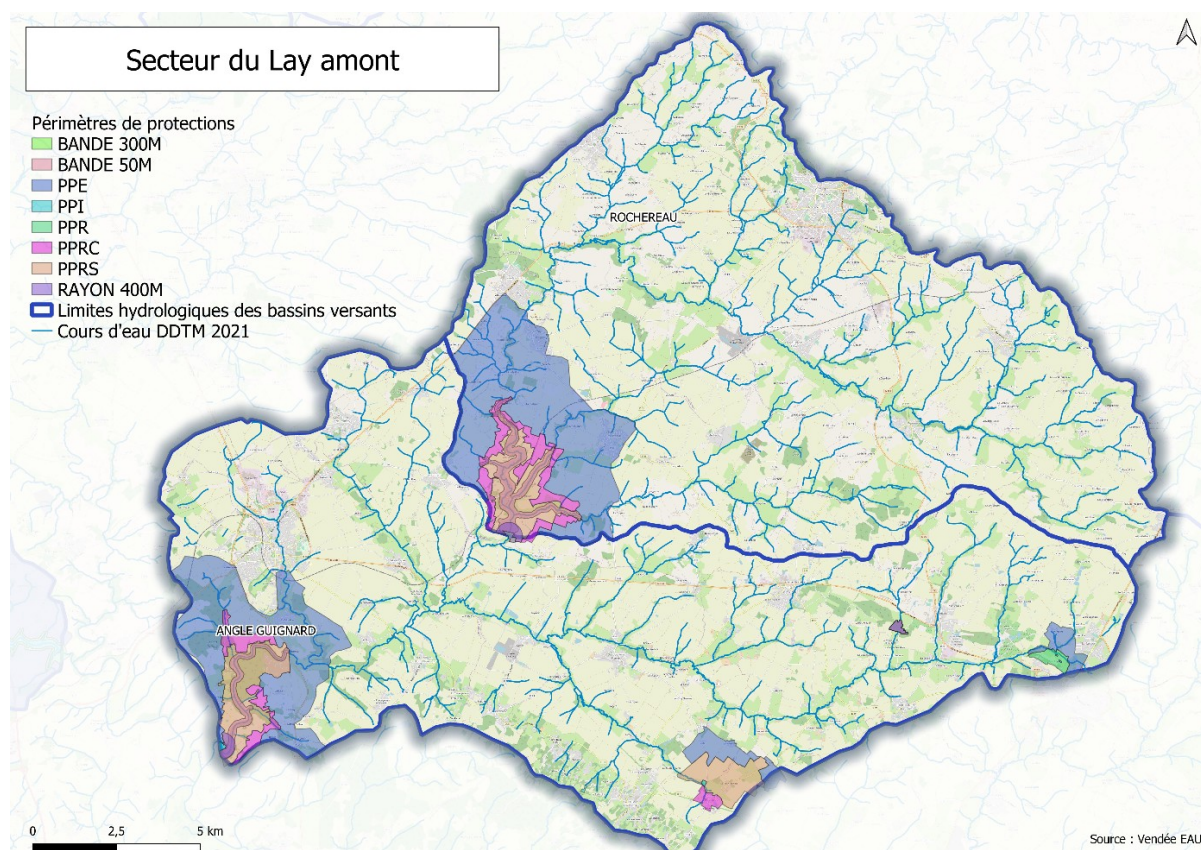 Secteur du Lay amont
Périmètres de protections
BANDE 300M
BANDE 50M
PPE
PPI
PPR
PPRC
PPRS
RAYON 400M
Limites hydrologiques des bassins versants
Cours d'eau DDTM 2021
ROCHEREAU
ANGLE GUIGNARD
0 2,5 5 km
Source : Vendée EAU